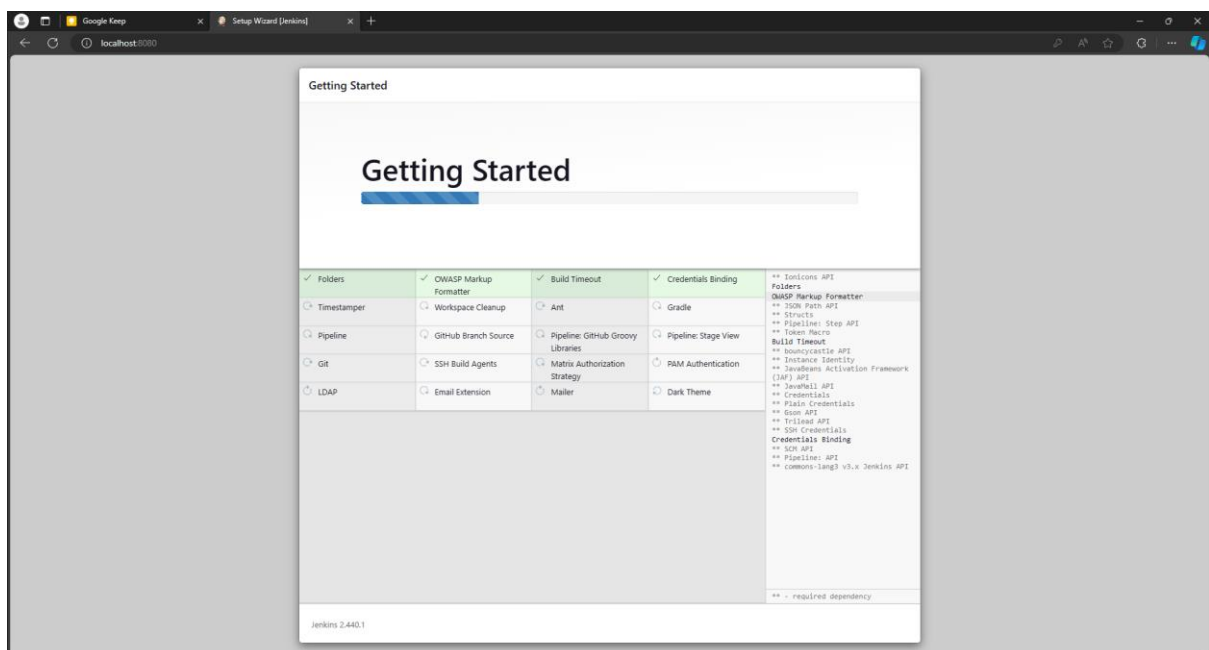 Google Keep
Setup Wizard [Jenkins]
localhost:8080
Getting Started
Getting Started
Folders
OWASP Markup
Formatter
Build Timeout
Credentials Binding
Timestamper
Workspace Cleanup
Ant
Gradle
Pipeline
GitHub Branch Source
Pipeline: GitHub Groovy
Libraries
Pipeline: Stage View
Git
SSH Build Agents
Matrix Authorization
Strategy
PAM Authentication
LDAP
Email Extension
Mailer
Dark Theme
** Ionicons API
Folders
OWASP Markup Formatter
** JSON Path API
** Structs
** Pipeline: Step API
** Token Macro
Build Timeout
** bouncycastle API
** Instance Identity
** JavaBeans Activation Framework
(JAF) API
** JavaMail API
** Credentials
** Plain Credentials
** Gson API
** Trilead API
** SSH Credentials
Credentials Binding
** SCM API
** Pipeline: API
** commons-lang3 v3.x Jenkins API
** - required dependency
Jenkins 2.440.1